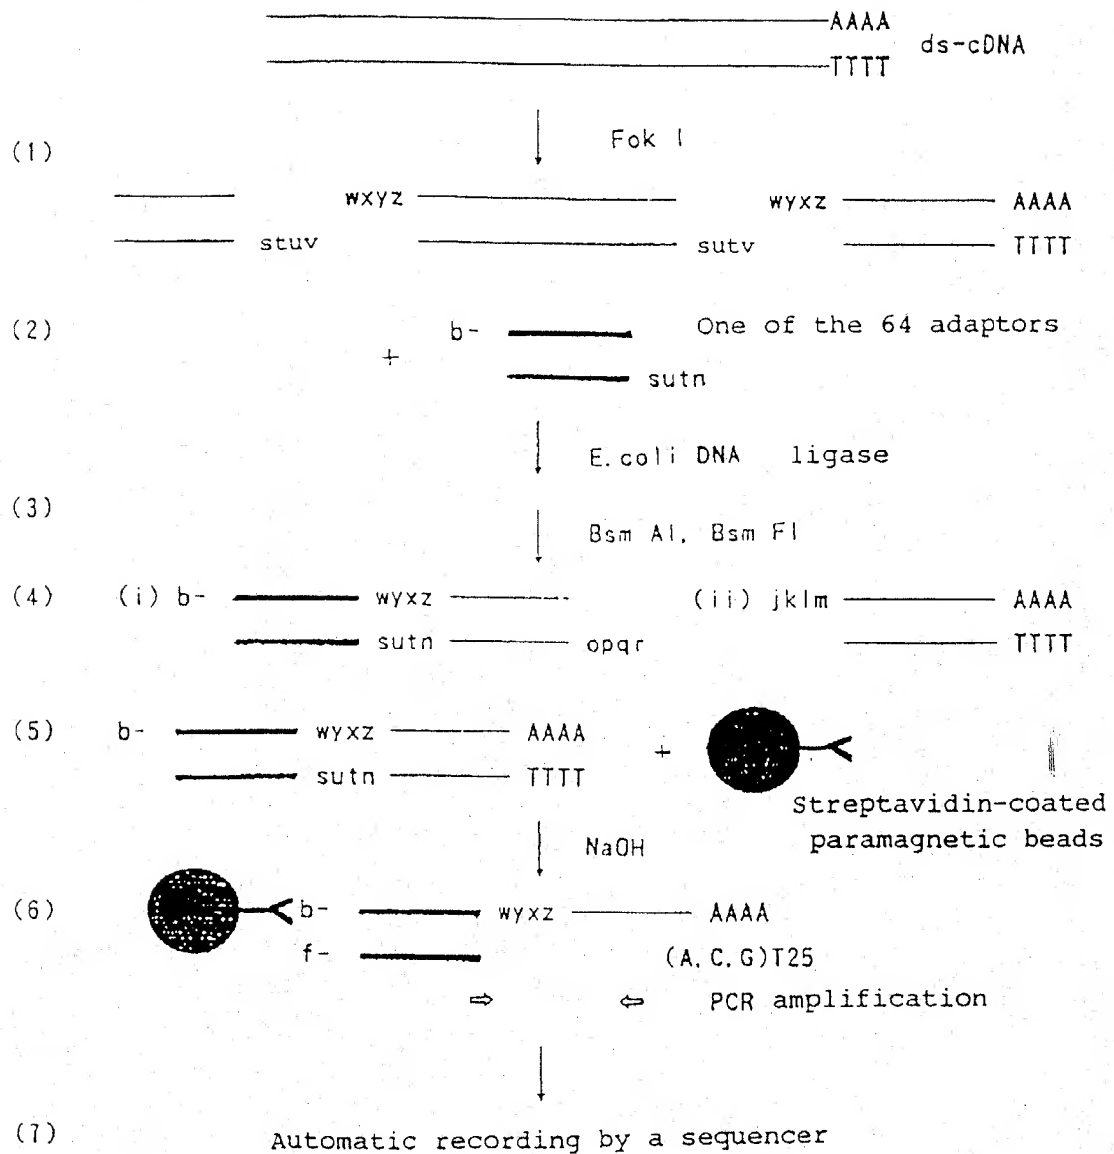 AAAA
ds-cDNA
TTTT
Fok I
(1)
wxyz wyxz AAAA
stuv sutv TTTT
(2) b- One of the 64 adaptors
+
sutn
E.coli DNA ligase
(3)
Bsm AI, Bsm FI
(4) (i) b- wyxz (ii) jklm AAAA
sutn opqr TTTT
(5) b- wyxz AAAA
+
sutn TTTT
Streptavidin-coated
paramagnetic beads
NaOH
(6) b- wyxz AAAA
f- (A,C,G)T25
⇨ ⇦ PCR amplification
(7) Automatic recording by a sequencer